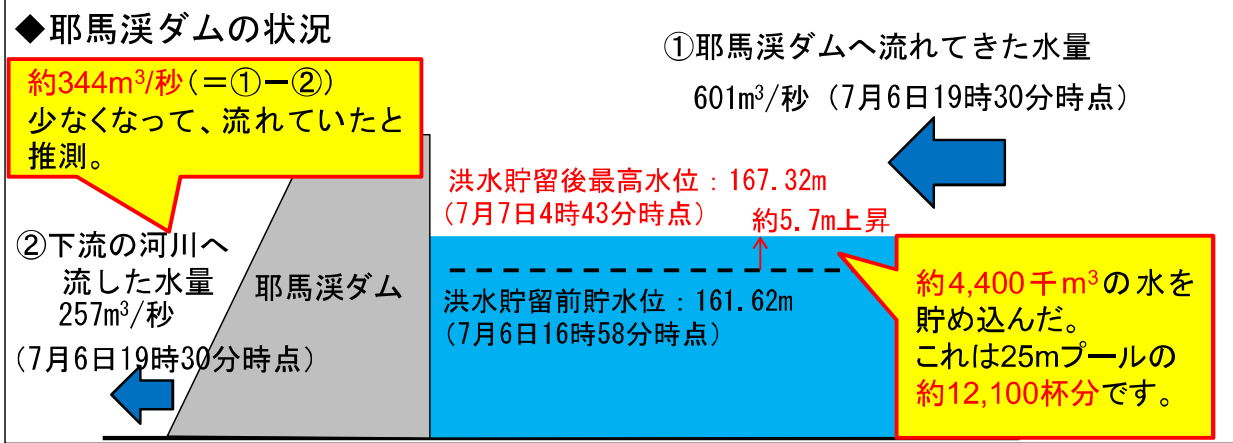 ◆耶馬渓ダムの状況
約344m³/秒(=①−②)
少なくなって、流れていたと
推測。
①耶馬渓ダムへ流れてきた水量
601m³/秒 (7月6日19時30分時点)
洪水貯留後最高水位：167.32m
(7月7日4時43分時点)
約5.7m上昇
②下流の河川へ
流した水量
257m³/秒
(7月6日19時30分時点)
耶馬渓ダム
洪水貯留前貯水位：161.62m
(7月6日16時58分時点)
約4,400千m³の水を
貯め込んだ。
これは25mプールの
約12,100杯分です。